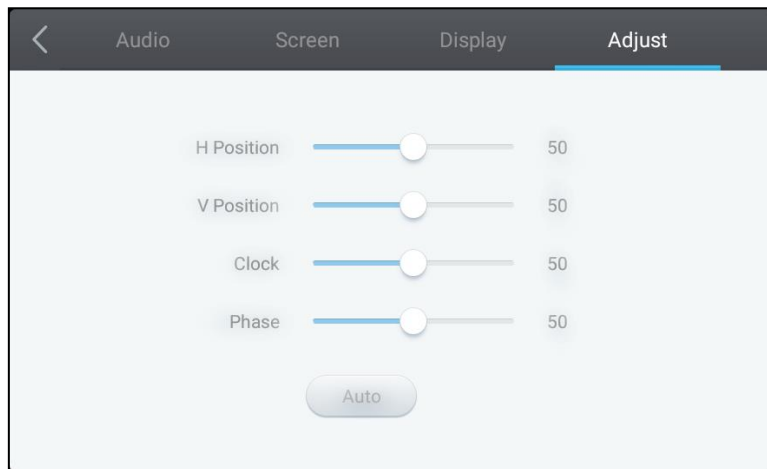 Audio Screen Display Adjust
H Position 50
V Position 50
Clock 50
Phase 50
Auto